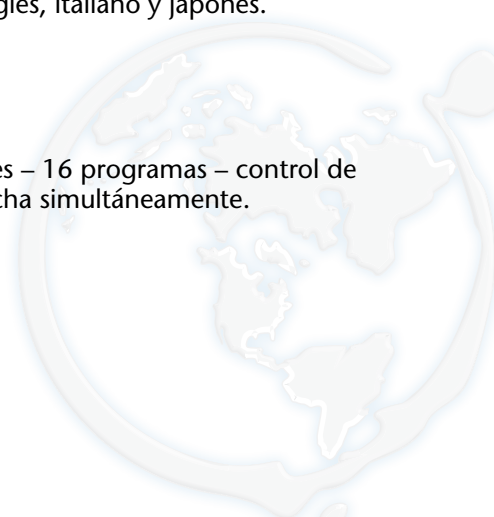 glés, italiano y japonés.
es – 16 programas – control de
cha simultáneamente.